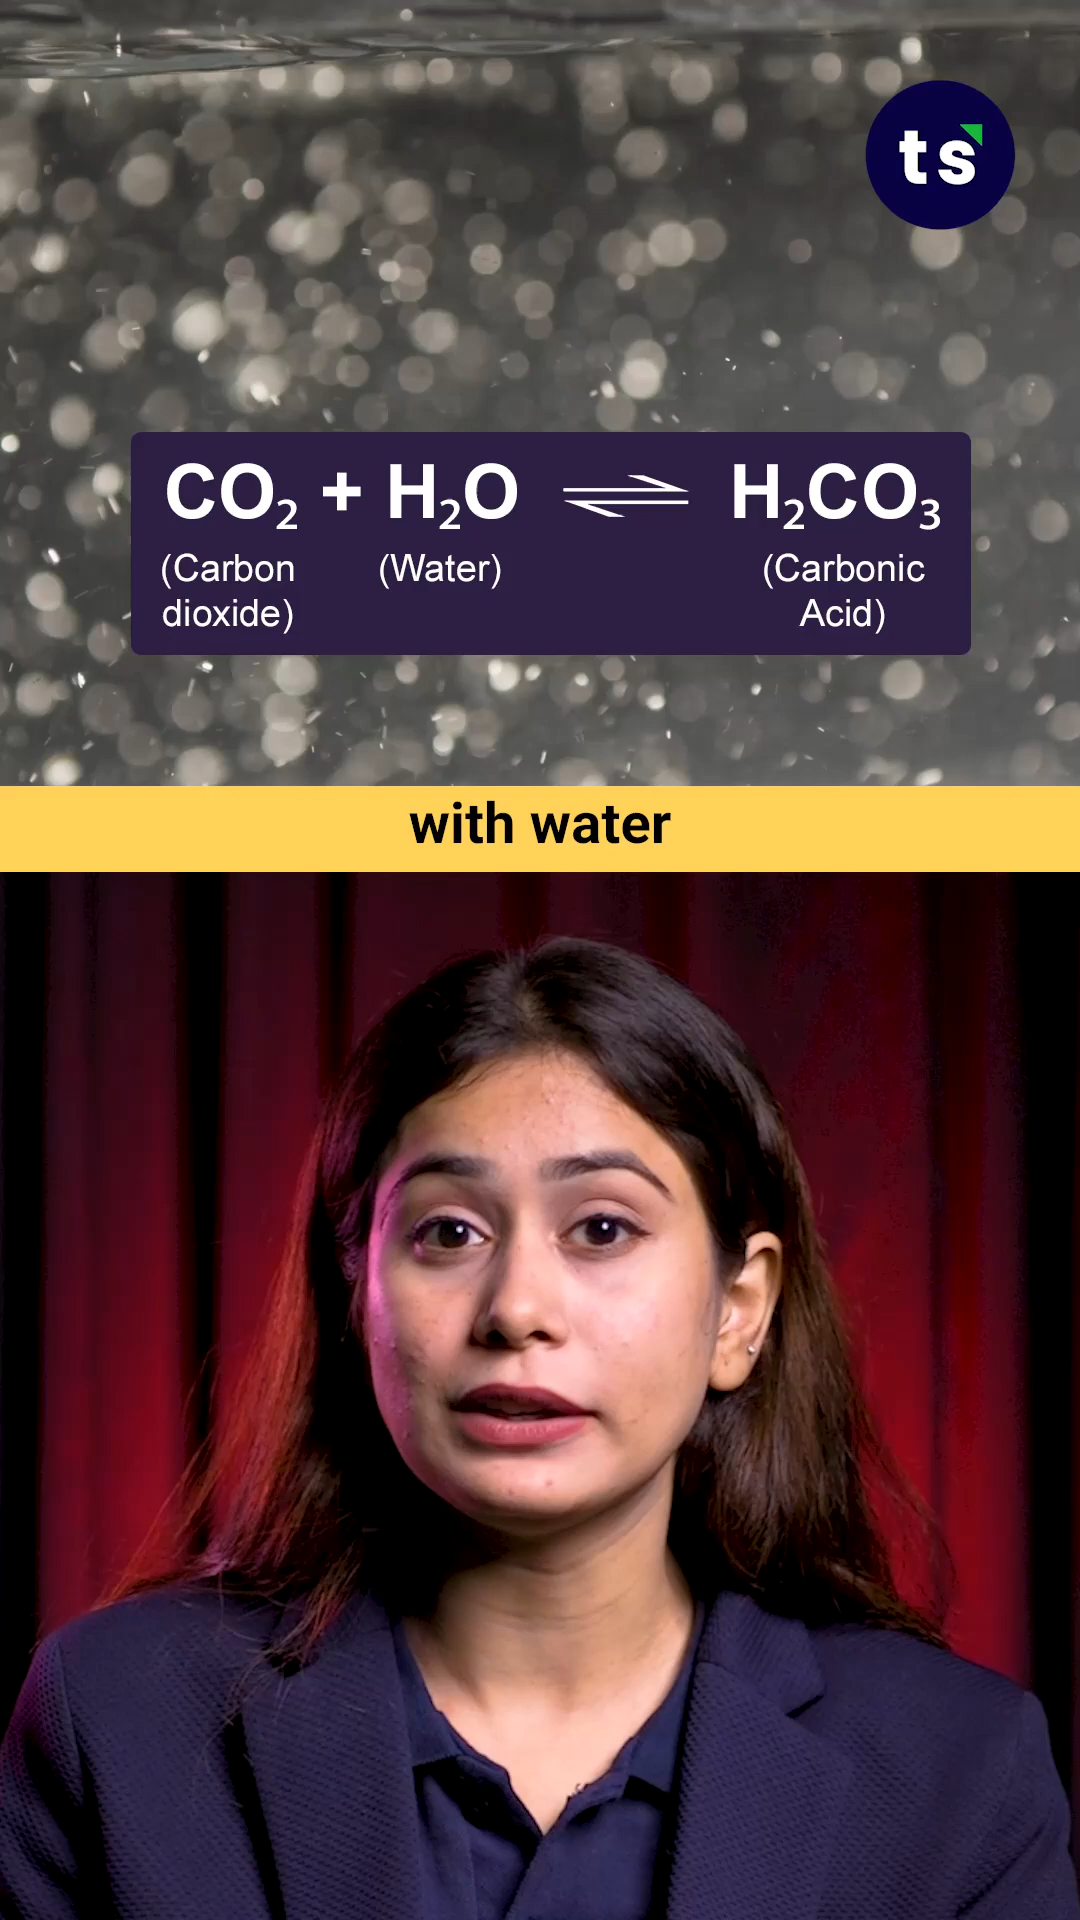 ts
CO₂ + H₂O ⇌ H₂CO₃
(Carbon dioxide) (Water) (Carbonic Acid)
with water